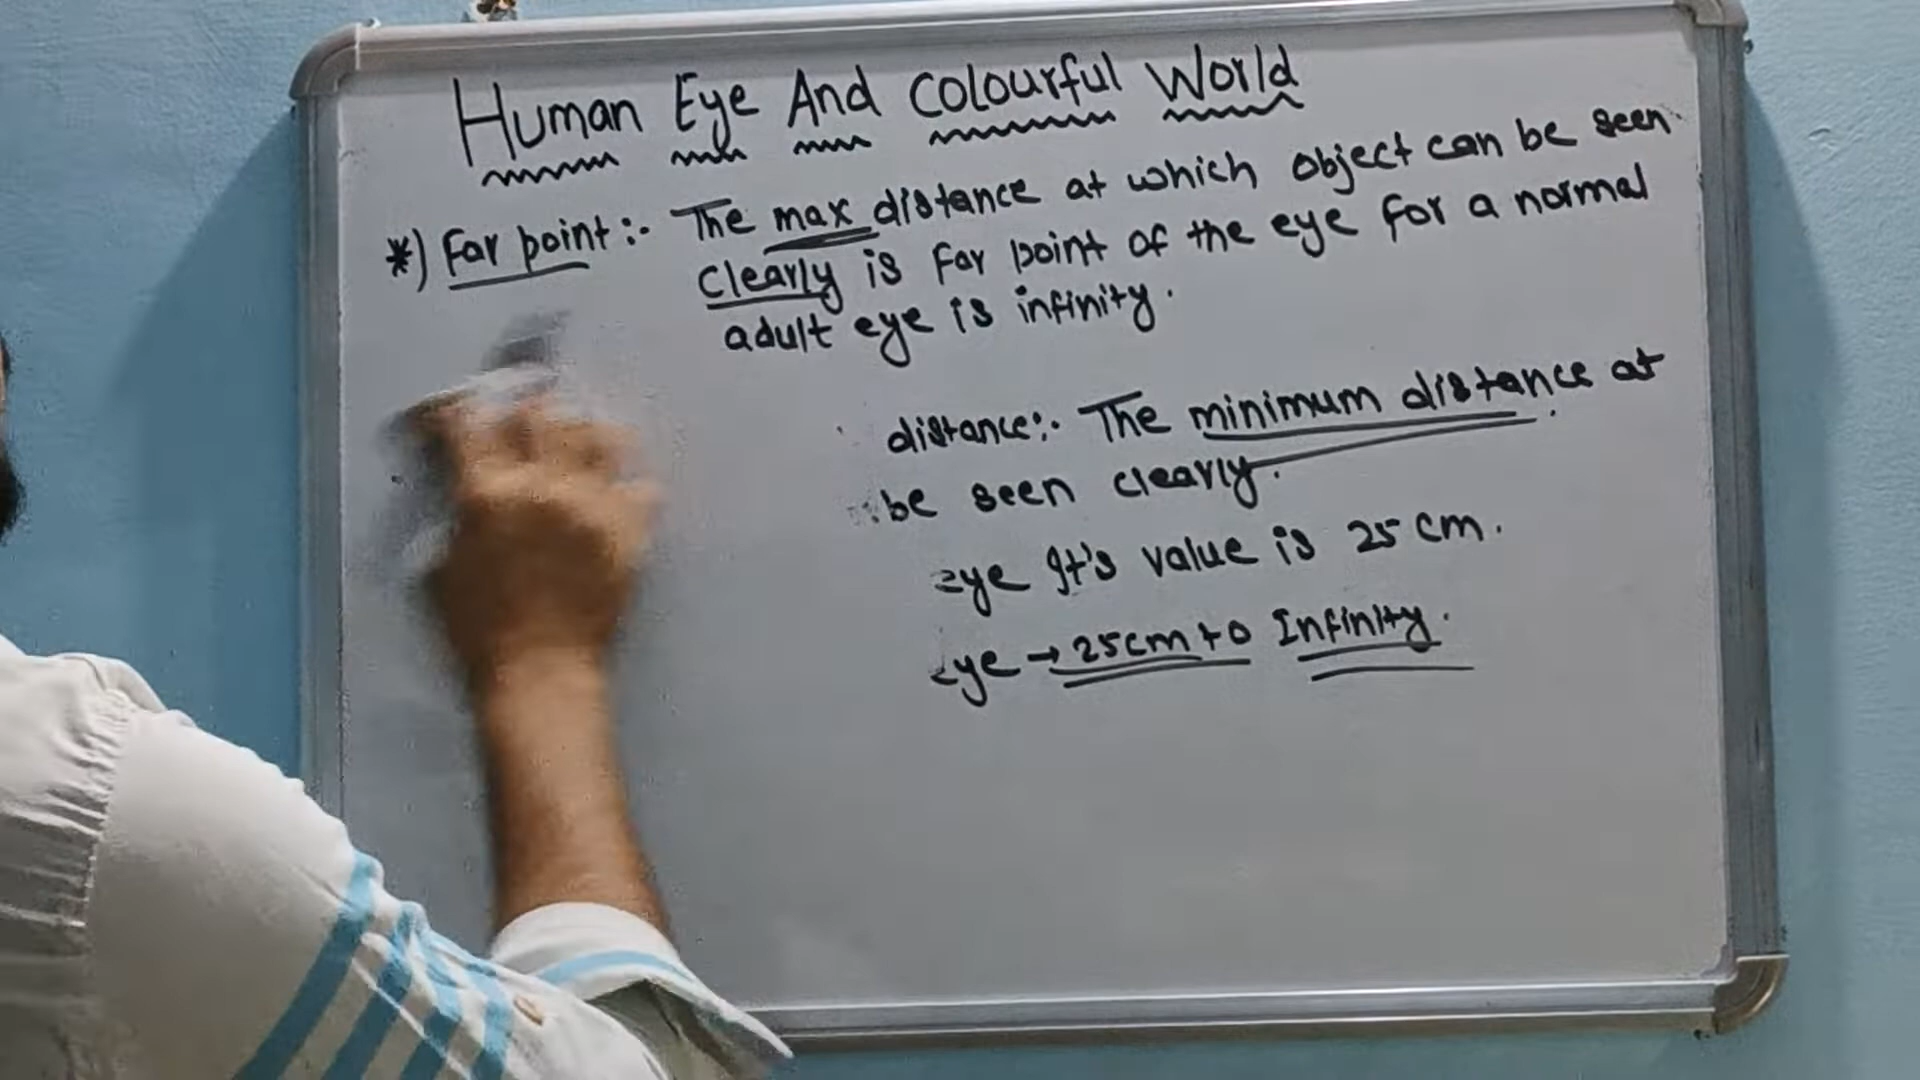 Human Eye And Colourful World
*) Far point :- The max distance at which object can be seen
clearly is far point of the eye for a normal
adult eye is infinity.
distance :- The minimum distance at
be seen clearly.
eye It's value is 25 cm.
eye → 25cm to Infinity.